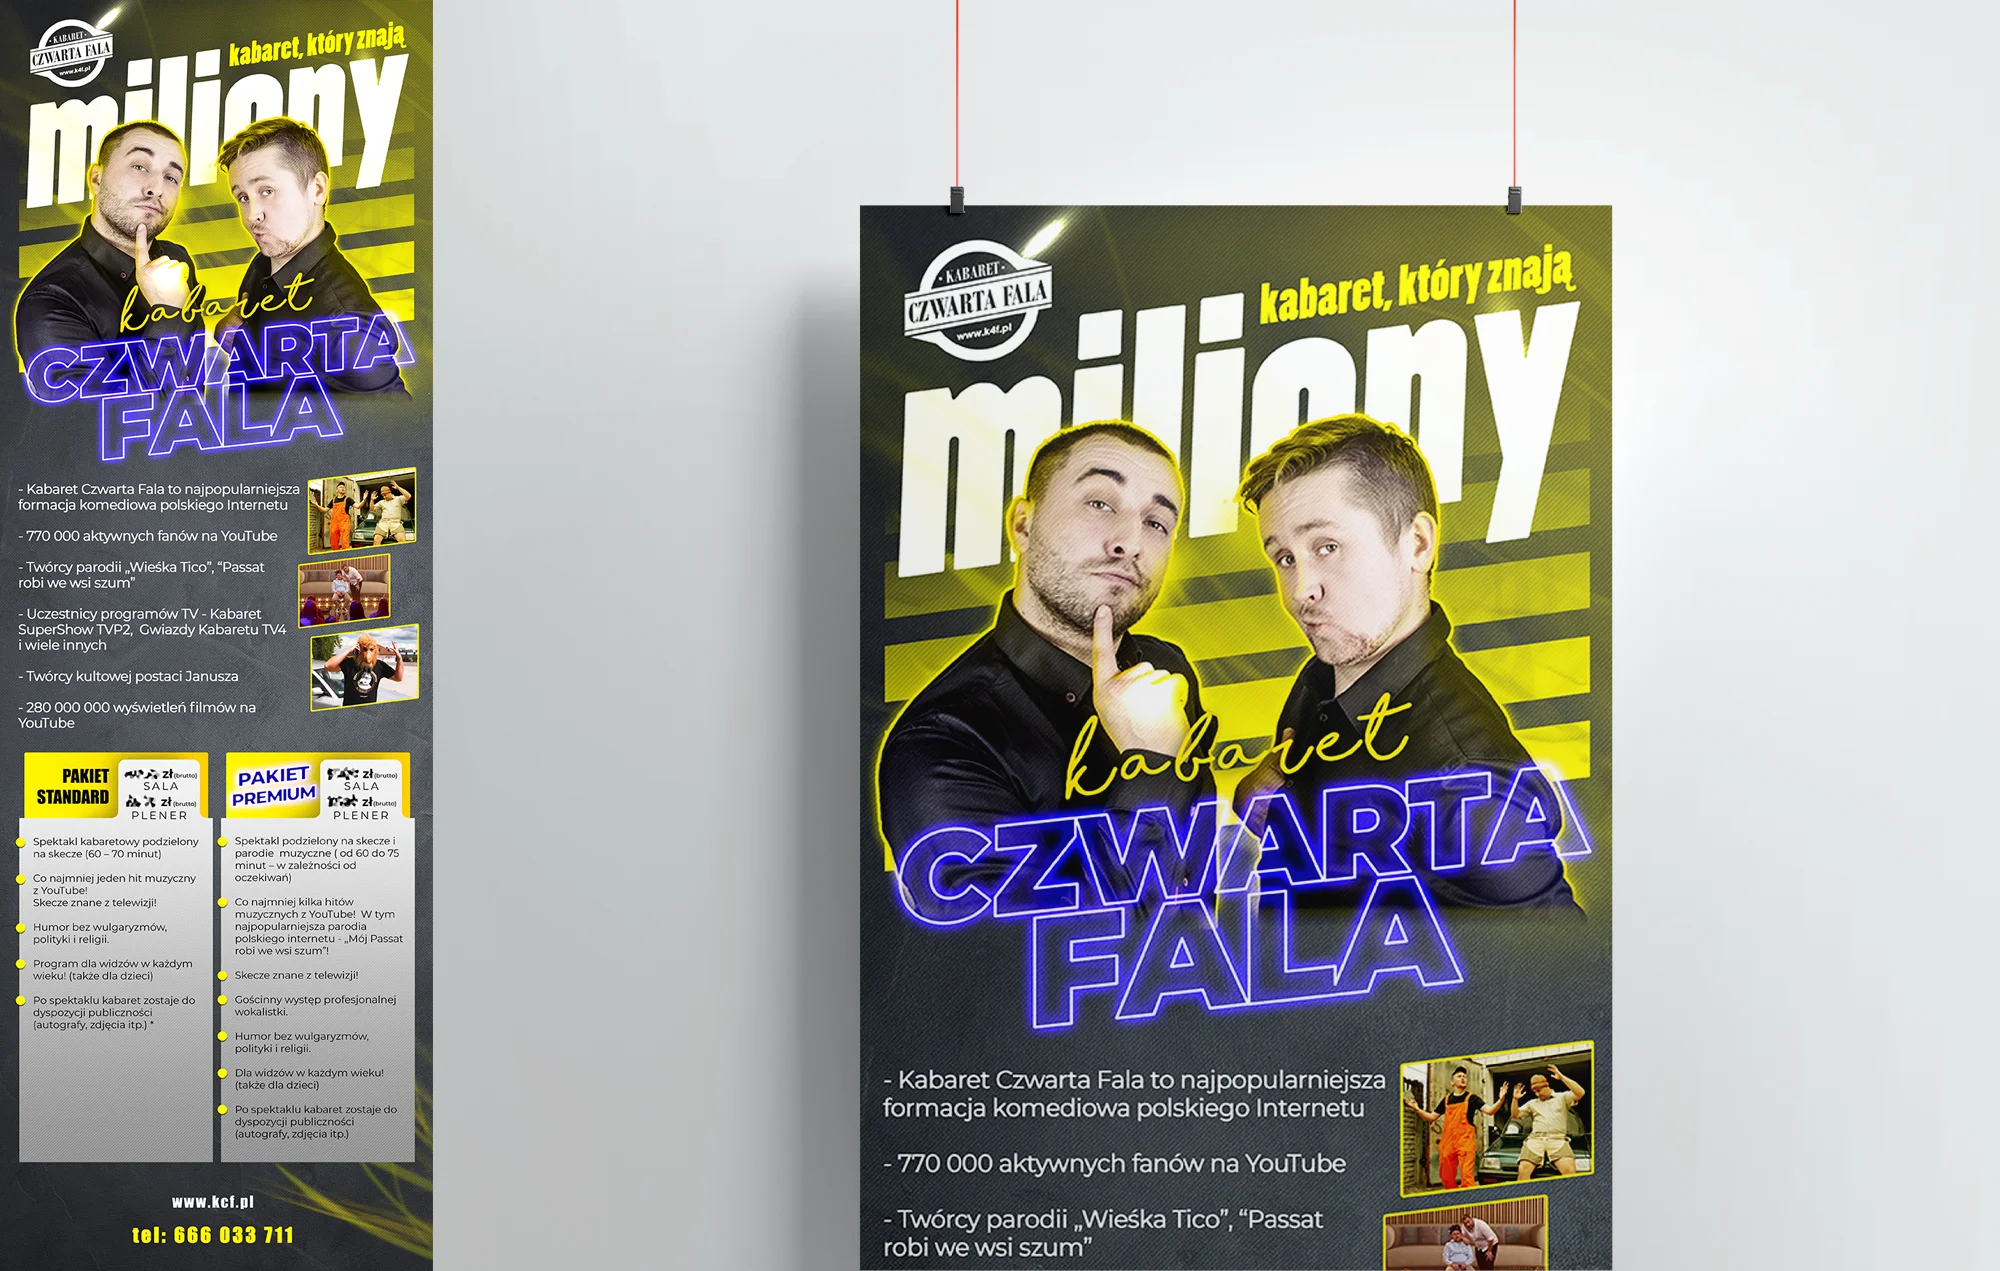 KABARET
CZWARTA FALA
www.k4f.pl
kabaret, który znają
miliony
kabaret
CZWARTA
FALA
- Kabaret Czwarta Fala to najpopularniejsza
formacja komediowa polskiego Internetu
- 770 000 aktywnych fanów na YouTube
- Twórcy parodii „Wieśka Tico”, “Passat
robi we wsi szum”
- Uczestnicy programów TV - Kabaret
SuperShow TVP2, Gwiazdy Kabaretu TV4
i wiele innych
- Twórcy kultowej postaci Janusza
- 280 000 000 wyświetleń filmów na
YouTube
PAKIET
STANDARD
zł (brutto)
SALA
zł (brutto)
PLENER
Spektakl kabaretowy podzielony
na skecze (60 – 70 minut)
Co najmniej jeden hit muzyczny
z YouTube!
Skecze znane z telewizji!
Humor bez wulgaryzmów,
polityki i religii.
Program dla widzów w każdym
wieku! (także dla dzieci)
Po spektaklu kabaret zostaje do
dyspozycji publiczności
(autografy, zdjęcia itp.) *
PAKIET
PREMIUM
zł (brutto)
SALA
zł (brutto)
PLENER
Spektakl podzielony na skecze i
parodie muzyczne ( od 60 do 75
minut – w zależności od
oczekiwań)
Co najmniej kilka hitów
muzycznych z YouTube! W tym
najpopularniejsza parodia
polskiego internetu - „Mój Passat
robi we wsi szum”!
Skecze znane z telewizji!
Gościnny występ profesjonalnej
wokalistki.
Humor bez wulgaryzmów,
polityki i religii.
Dla widzów w każdym wieku!
(także dla dzieci)
Po spektaklu kabaret zostaje do
dyspozycji publiczności
(autografy, zdjęcia itp.)
www.kcf.pl
tel: 666 033 711
KABARET
CZWARTA FALA
www.k4f.pl
kabaret, który znają
miliony
kabaret
CZWARTA
FALA
- Kabaret Czwarta Fala to najpopularniejsza
formacja komediowa polskiego Internetu
- 770 000 aktywnych fanów na YouTube
- Twórcy parodii „Wieśka Tico”, “Passat
robi we wsi szum”